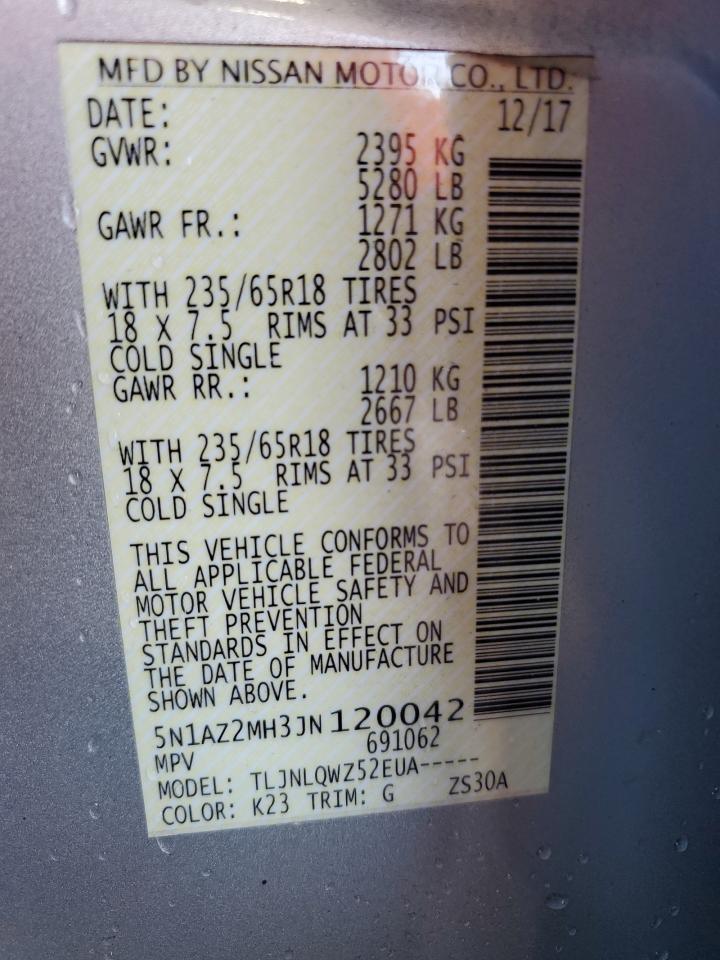 MFD BY NISSAN MOTOR CO., LTD.
DATE: 12/17
GVWR: 2395 KG
5280 LB
GAWR FR.: 1271 KG
2802 LB
WITH 235/65R18 TIRES
18 X 7.5 RIMS AT 33 PSI
COLD SINGLE
GAWR RR.: 1210 KG
2667 LB
WITH 235/65R18 TIRES
18 X 7.5 RIMS AT 33 PSI
COLD SINGLE
THIS VEHICLE CONFORMS TO
ALL APPLICABLE FEDERAL
MOTOR VEHICLE SAFETY AND
THEFT PREVENTION
STANDARDS IN EFFECT ON
THE DATE OF MANUFACTURE
SHOWN ABOVE.
5N1AZ2MH3JN120042
MPV 691062
MODEL: TLJNLQWZ52EUA-----
COLOR: K23 TRIM: G ZS30A